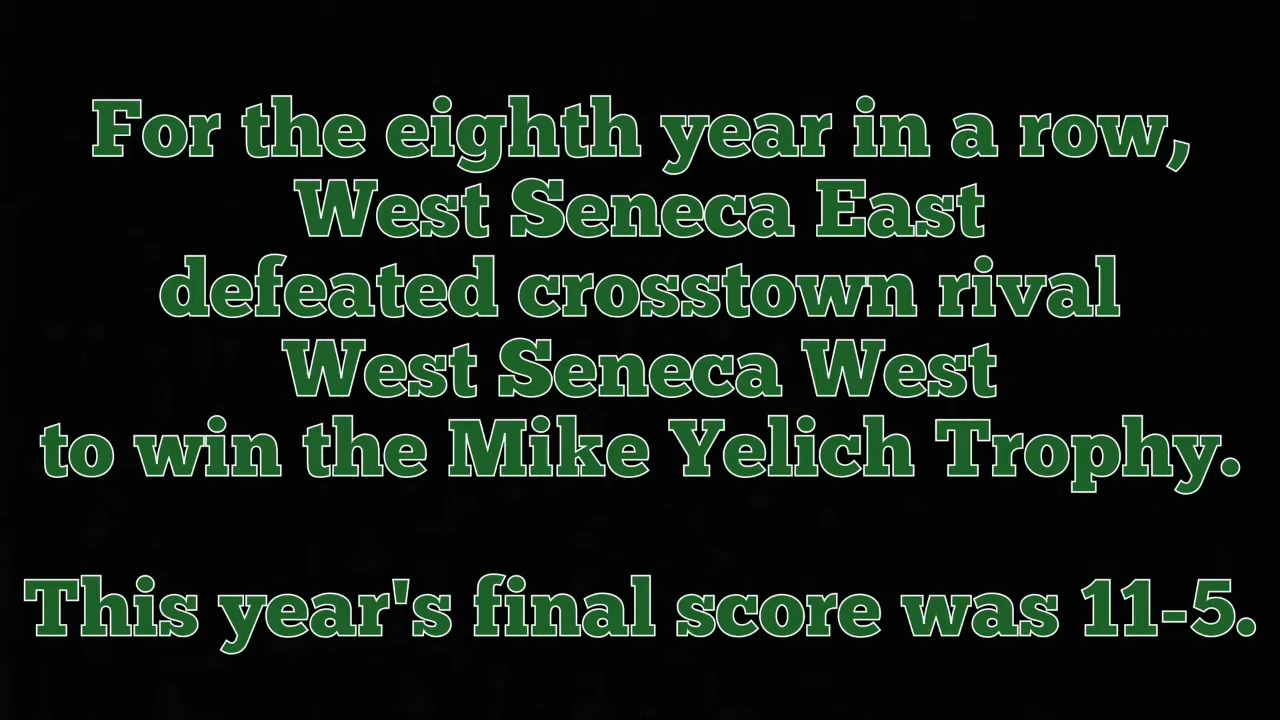 For the eighth year in a row,
West Seneca East
defeated crosstown rival
West Seneca West
to win the Mike Yelich Trophy.
This year's final score was 11-5.